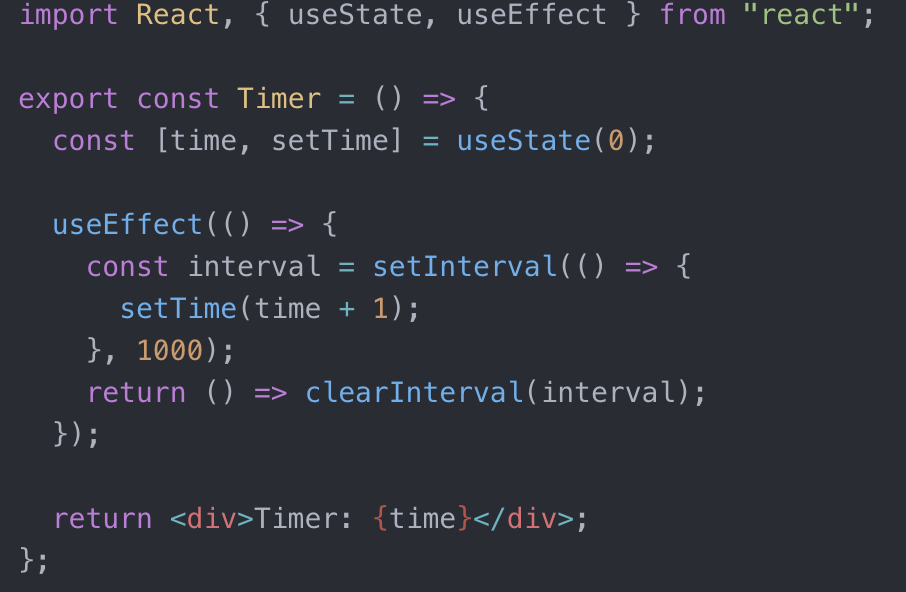 import React, { useState, useEffect } from "react";
export const Timer = () => {
  const [time, setTime] = useState(0);
  useEffect(() => {
    const interval = setInterval(() => {
      setTime(time + 1);
    }, 1000);
    return () => clearInterval(interval);
  });
  return <div>Timer: {time}</div>;
};